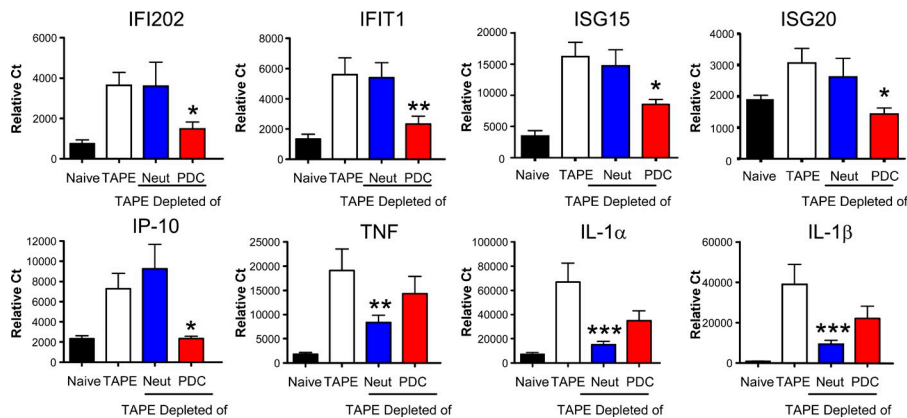 IFI202
Relative Ct
6000
4000
2000
0
*
Naive TAPE Neut PDC
TAPE Depleted of
IFIT1
Relative Ct
8000
6000
4000
2000
0
**
Naive TAPE Neut PDC
TAPE Depleted of
ISG15
Relative Ct
20000
15000
10000
5000
0
*
Naive TAPE Neut PDC
TAPE Depleted of
ISG20
Relative Ct
4000
3000
2000
1000
0
*
Naive TAPE Neut PDC
TAPE Depleted of
IP-10
Relative Ct
12000
10000
8000
6000
4000
2000
0
*
Naive TAPE Neut PDC
TAPE Depleted of
TNF
Relative Ct
25000
20000
15000
10000
5000
0
**
Naive TAPE Neut PDC
TAPE Depleted of
IL-1α
Relative Ct
100000
80000
60000
40000
20000
0
***
Naive TAPE Neut PDC
TAPE Depleted of
IL-1β
Relative Ct
60000
40000
20000
0
***
Naive TAPE Neut PDC
TAPE Depleted of